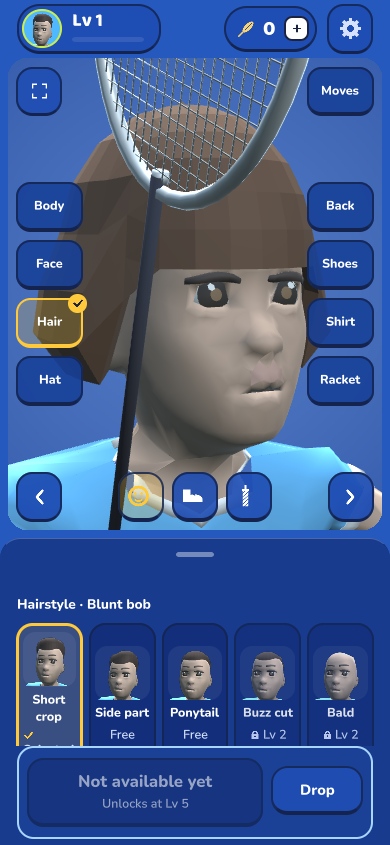 Lv 1
0
+
Moves
Body
Back
Face
Shoes
Hair
Shirt
Hat
Racket
Hairstyle · Blunt bob
Short
crop
Side part
Free
Ponytail
Free
Buzz cut
Lv 2
Bald
Lv 2
Not available yet
Unlocks at Lv 5
Drop